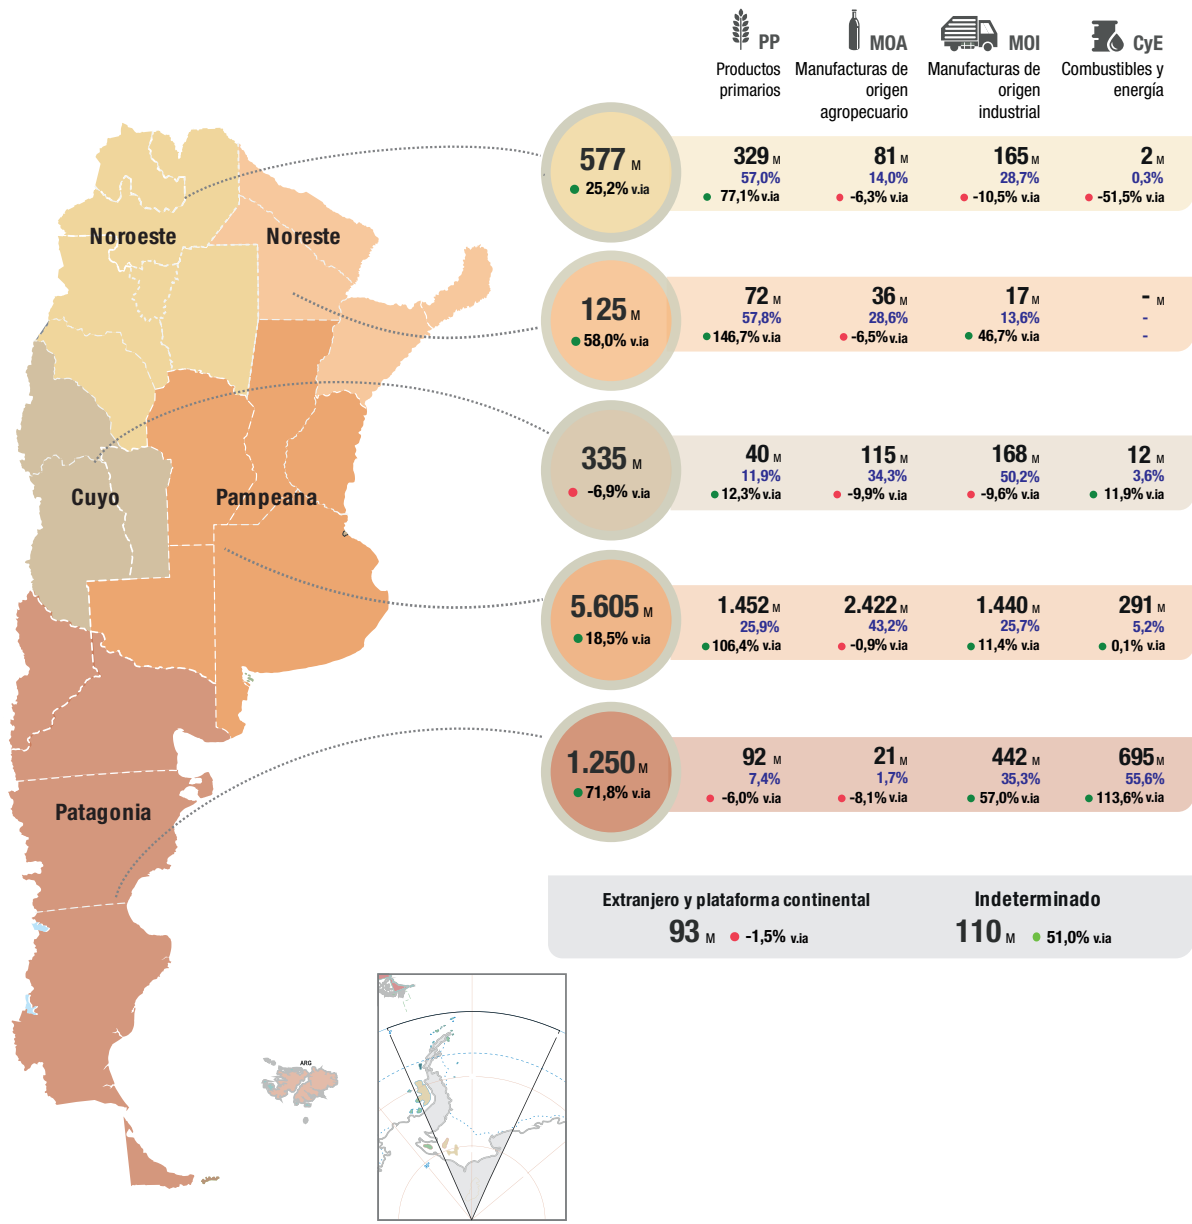 PP
Productos
primarios
MOA
Manufacturas de
origen
agropecuario
MOI
Manufacturas de
origen
industrial
CyE
Combustibles y
energía
577 M
25,2% v.ia
329 M
57,0%
77,1% v.ia
81 M
14,0%
-6,3% v.ia
165 M
28,7%
-10,5% v.ia
2 M
0,3%
-51,5% v.ia
Noroeste
Noreste
125 M
58,0% v.ia
72 M
57,8%
146,7% v.ia
36 M
28,6%
-6,5% v.ia
17 M
13,6%
46,7% v.ia
- M
-
-
335 M
-6,9% v.ia
40 M
11,9%
12,3% v.ia
115 M
34,3%
-9,9% v.ia
168 M
50,2%
-9,6% v.ia
12 M
3,6%
11,9% v.ia
Cuyo
Pampeana
5.605 M
18,5% v.ia
1.452 M
25,9%
106,4% v.ia
2.422 M
43,2%
-0,9% v.ia
1.440 M
25,7%
11,4% v.ia
291 M
5,2%
0,1% v.ia
1.250 M
71,8% v.ia
92 M
7,4%
-6,0% v.ia
21 M
1,7%
-8,1% v.ia
442 M
35,3%
57,0% v.ia
695 M
55,6%
113,6% v.ia
Patagonia
Extranjero y plataforma continental
93 M -1,5% v.ia
Indeterminado
110 M 51,0% v.ia
ARG